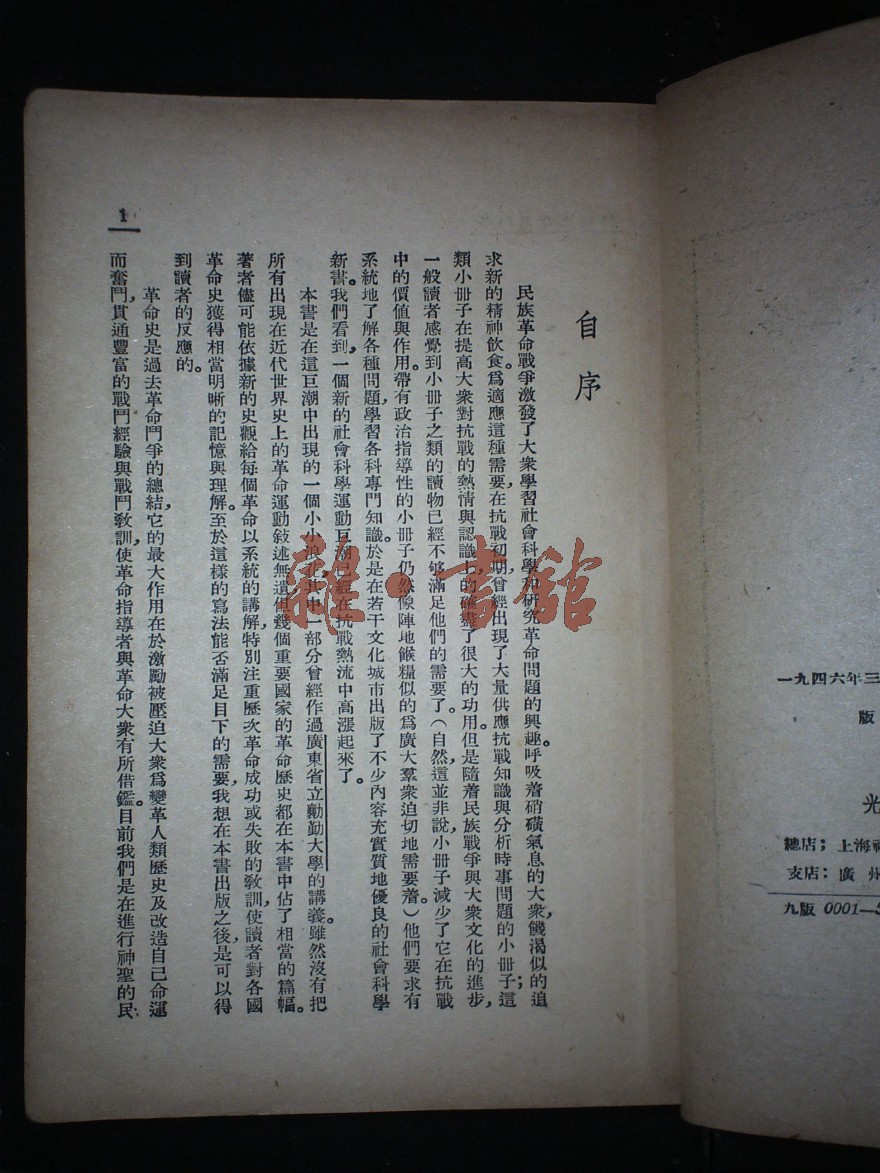 一九四六年三
版
光
總店：上海
支店：廣州
九版 0001—
自序
民族革命戰爭激發了大衆學習社會科學和研究革命問題的興趣。呼吸着硝磺氣息的大衆，饑渴似的追
求新的精神飲食。爲適應這種需要，在抗戰初期曾經出現了大量供應抗戰知識與分析時事問題的小冊子；這
類小冊子在提高大衆對抗戰的熱情與認識上，的確盡了很大的功用。但是隨着民族戰爭與大衆文化的進步，
一般讀者感覺到小冊子之類的讀物已經不够滿足他們的需要了。（自然，這並非說，小冊子減少了它在抗戰
中的價值與作用。帶有政治指導性的小冊子仍然像陣地餱糧似的爲廣大羣衆迫切地需要着。）他們要求有
系統地了解各種問題，學習各科專門知識。於是在若干文化城市出版了不少內容充實質地優良的社會科學
新書。我們看到，一個新的社會科學運動巨潮已經在抗戰熱流中高漲起來了。
本書是在這巨潮中出現的一個小小浪花，其中一部分曾經作過廣東省立勷勤大學的講義。雖然沒有把
所有出現在近代世界史上的革命運動敍述無遺，但幾個重要國家的革命歷史都在本書中佔了相當的篇幅。
著者儘可能依據新的史觀給每個革命以系統的講解，特別注重歷次革命成功或失敗的敎訓，使讀者對各國
革命史獲得相當明晰的記憶與理解。至於這樣的寫法能否滿足目下的需要，我想在本書出版之後，是可以得
到讀者的反應的。
革命史是過去革命鬥爭的總結，它的最大作用在於激勵被壓迫大衆爲變革人類歷史及改造自己命運
而奮鬥，貫通豐富的戰鬥經驗與戰鬥敎訓，使革命指導者與革命大衆有所借鑑。目前我們是在進行神聖的民
1
雜·書館